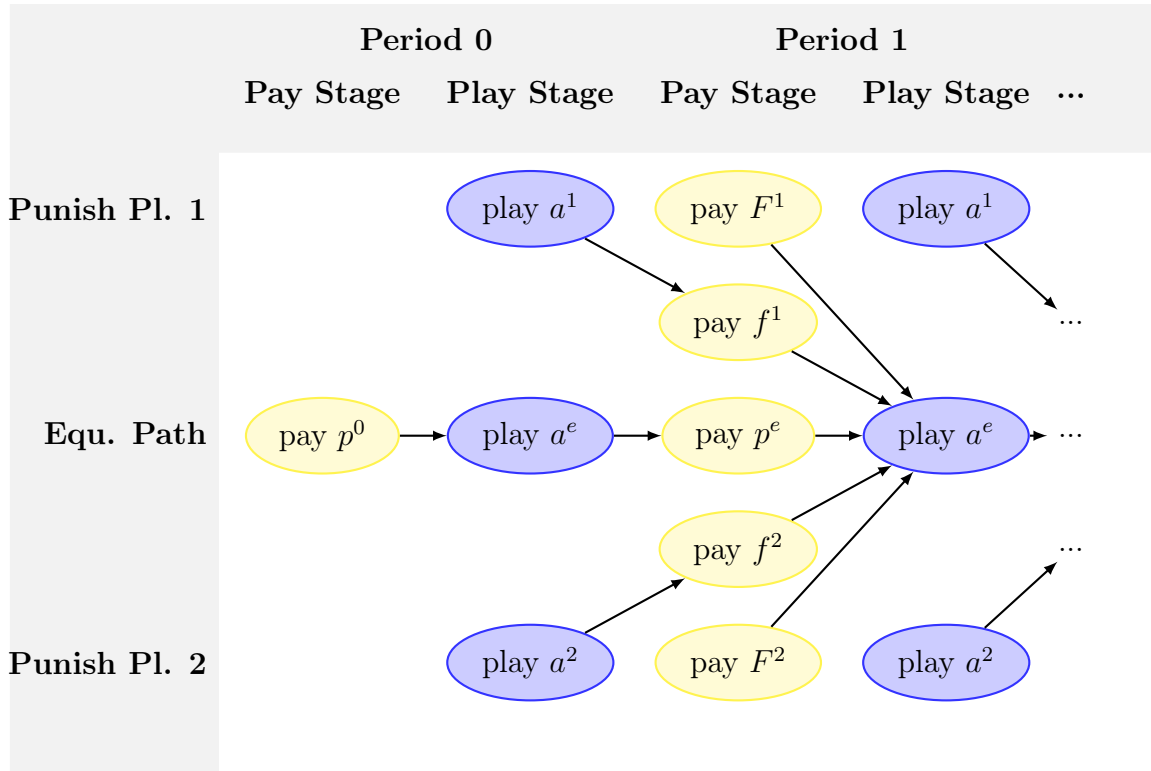 Period 0 Period 1
Pay Stage Play Stage Pay Stage Play Stage ...
Punish Pl. 1 play a¹ pay F¹ play a¹
pay f¹ ...
Equ. Path pay p⁰ play aᵉ pay pᵉ play aᵉ ...
pay f² ...
Punish Pl. 2 play a² pay F² play a²